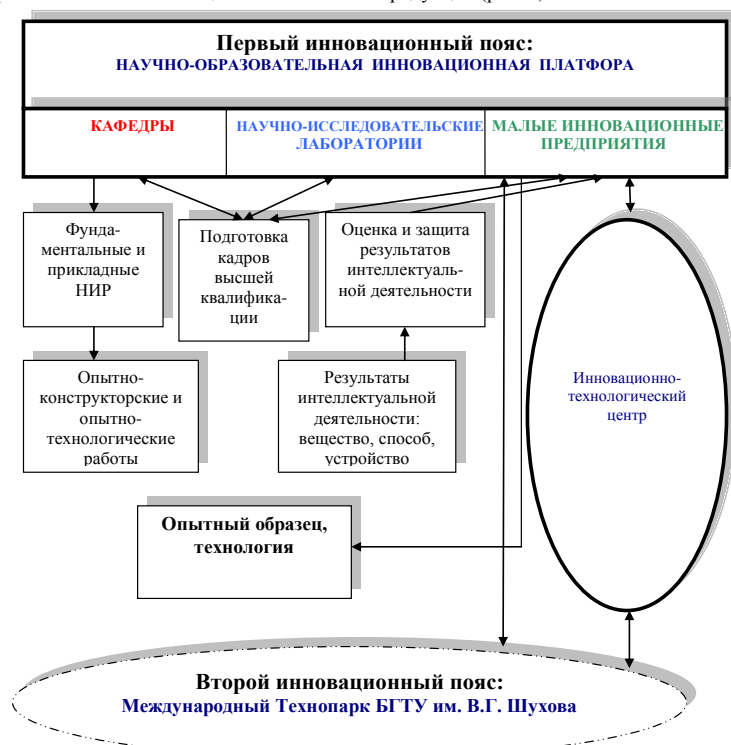 Первый инновационный пояс:
НАУЧНО-ОБРАЗОВАТЕЛЬНАЯ ИННОВАЦИОННАЯ ПЛАТФОРА
КАФЕДРЫ
НАУЧНО-ИССЛЕДОВАТЕЛЬСКИЕ
ЛАБОРАТОРИИ
МАЛЫЕ ИННОВАЦИОННЫЕ
ПРЕДПРИЯТИЯ
Фунда-
ментальные и
прикладные
НИР
Подготовка
кадров
высшей
квалифика-
ции
Оценка и защита
результатов
интеллектуаль-
ной деятельности
Опытно-
конструкторские и
опытно-
технологические
работы
Результаты
интеллектуальной
деятельности:
вещество, способ,
устройство
Инновационно-
технологический
центр
Опытный образец,
технология
Второй инновационный пояс:
Международный Технопарк БГТУ им. В.Г. Шухова